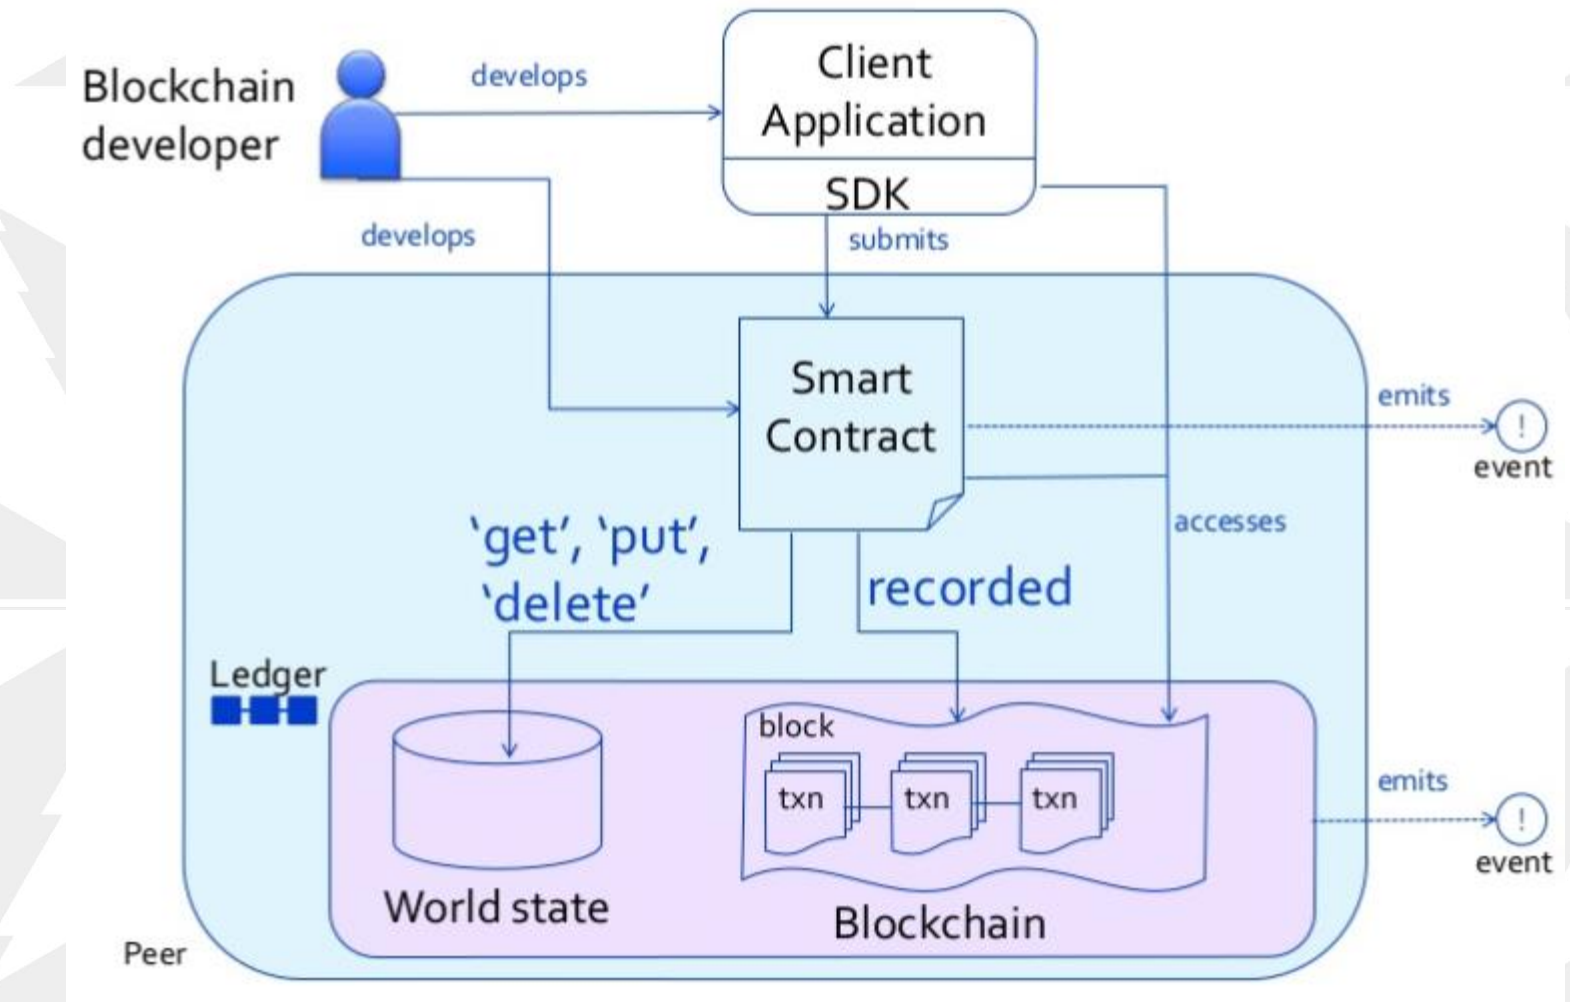 Blockchain
developer
develops
Client
Application
SDK
develops
submits
Smart
Contract
emits
!
event
accesses
‘get’, ‘put’,
‘delete’
recorded
Ledger
block
txn
txn
txn
World state
Blockchain
emits
!
event
Peer